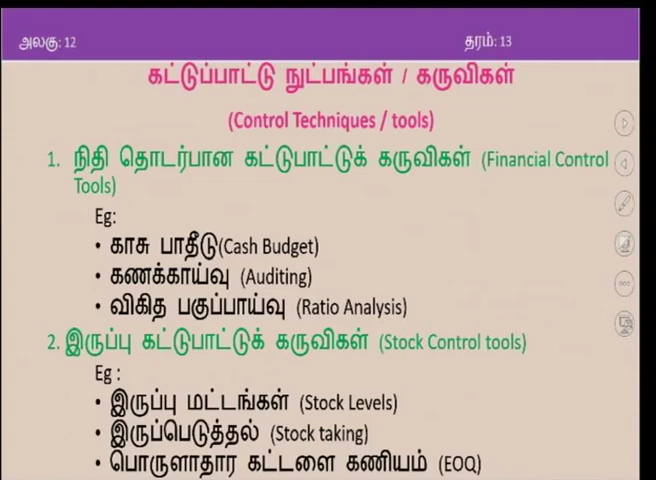 அலகு: 12
தரம்: 13
கட்டுப்பாட்டு நுட்பங்கள் / கருவிகள்
(Control Techniques / tools)
1. நிதி தொடர்பான கட்டுபாட்டுக் கருவிகள் (Financial Control
Tools)
Eg:
• காசு பாதீடு(Cash Budget)
• கணக்காய்வு (Auditing)
• விகித பகுப்பாய்வு (Ratio Analysis)
2. இருப்பு கட்டுபாட்டுக் கருவிகள் (Stock Control tools)
Eg :
• இருப்பு மட்டங்கள் (Stock Levels)
• இருப்பெடுத்தல் (Stock taking)
• பொருளாதார கட்டளை கணியம் (EOQ)